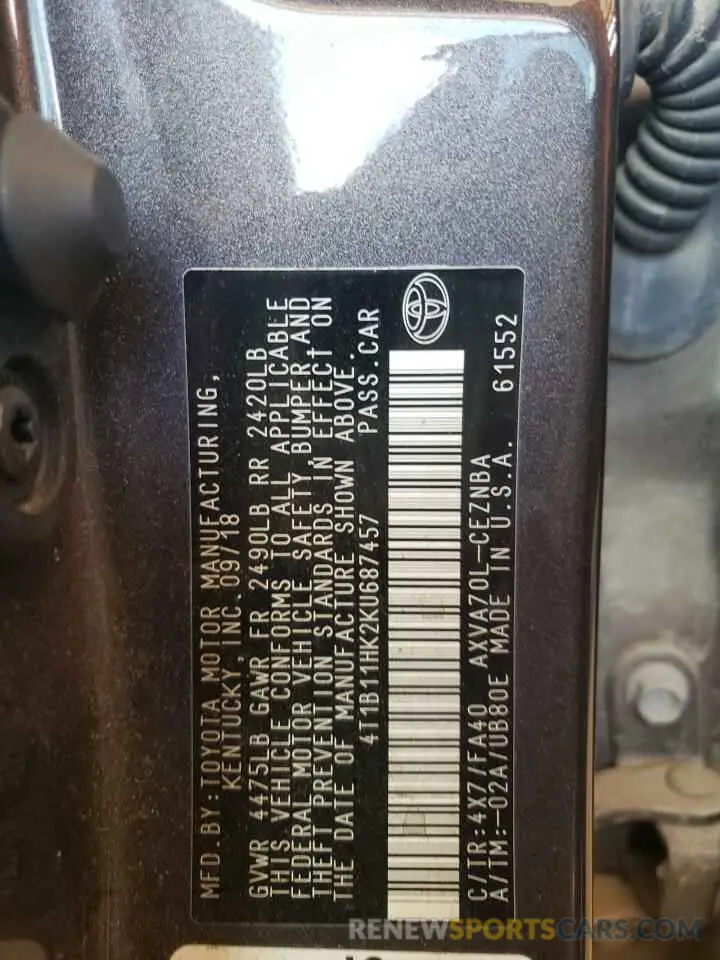 MFD.BY:TOYOTA MOTOR MANUFACTURING,
KENTUCKY, INC.09/18
GVWR 4475LB GAWR FR 2490LB RR 2420LB
THIS VEHICLE CONFORMS TO ALL APPLICABLE
FEDERAL MOTOR VEHICLE SAFETY, BUMPER AND
THEFT PREVENTION STANDARDS IN EFFECT ON
THE DATE OF MANUFACTURE SHOWN ABOVE.
4T1B11HK2KU687457 PASS.CAR
C/TR:4X7/FA40 AXVA70L-CEZNBA 61552
A/TM:-02A/UB80E MADE IN U.S.A.
RENEWSPORTSCARS.COM